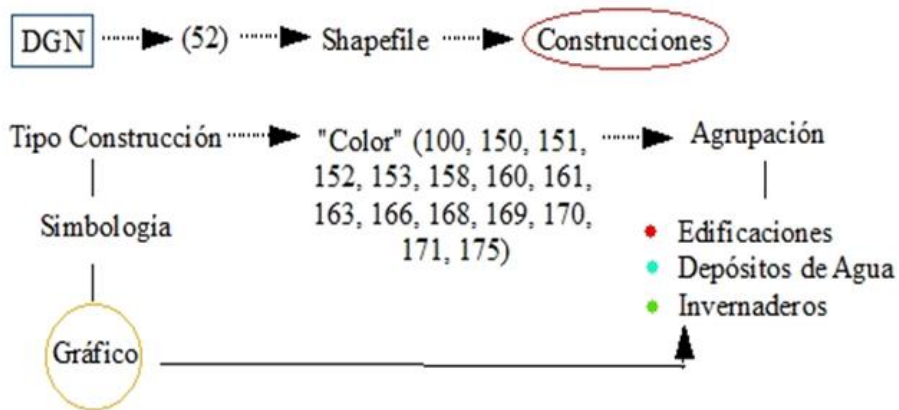 DGN (52) Shapefile Construcciones
Tipo Construcción "Color" (100, 150, 151, Agrupación
152, 153, 158, 160, 161,
163, 166, 168, 169, 170,
171, 175)
Simbología
Edificaciones
Depósitos de Agua
Invernaderos
Gráfico